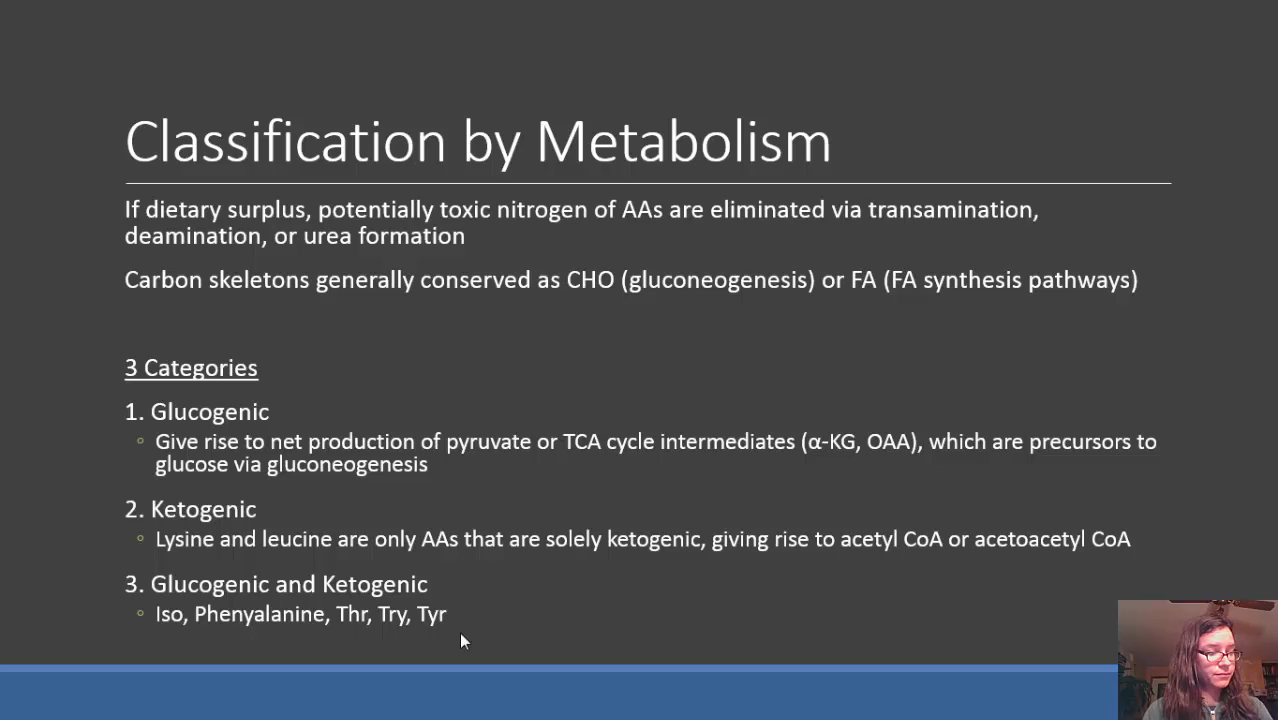 Classification by Metabolism
If dietary surplus, potentially toxic nitrogen of AAs are eliminated via transamination,
deamination, or urea formation
Carbon skeletons generally conserved as CHO (gluconeogenesis) or FA (FA synthesis pathways)
3 Categories
1. Glucogenic
◦ Give rise to net production of pyruvate or TCA cycle intermediates (α-KG, OAA), which are precursors to
glucose via gluconeogenesis
2. Ketogenic
◦ Lysine and leucine are only AAs that are solely ketogenic, giving rise to acetyl CoA or acetoacetyl CoA
3. Glucogenic and Ketogenic
◦ Iso, Phenyalanine, Thr, Try, Tyr